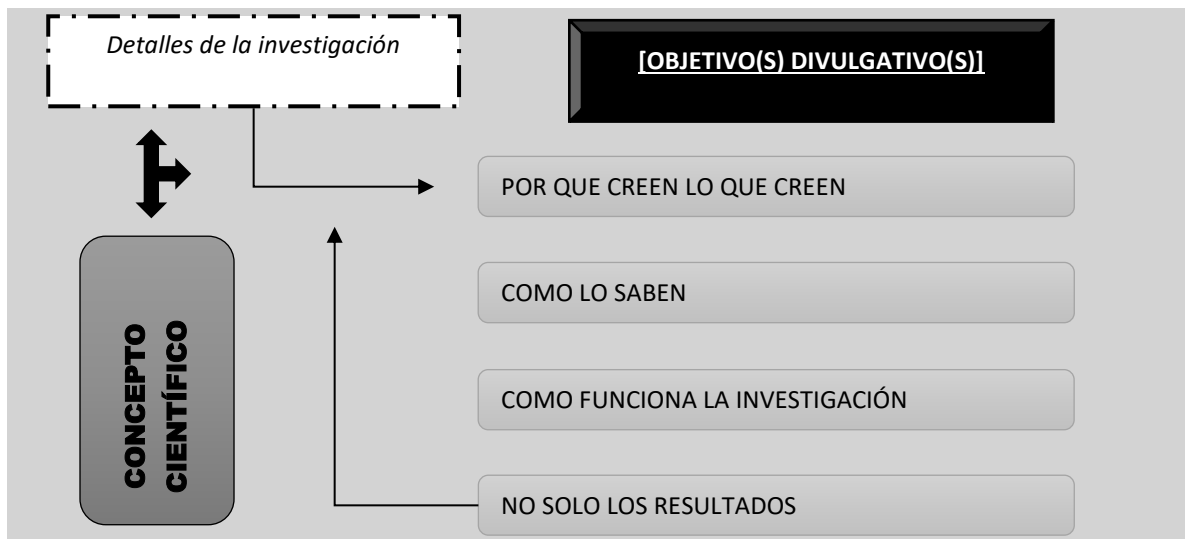 Detalles de la investigación
[OBJETIVO(S) DIVULGATIVO(S)]
POR QUE CREEN LO QUE CREEN
COMO LO SABEN
CONCEPTO
CIENTÍFICO
COMO FUNCIONA LA INVESTIGACIÓN
NO SOLO LOS RESULTADOS